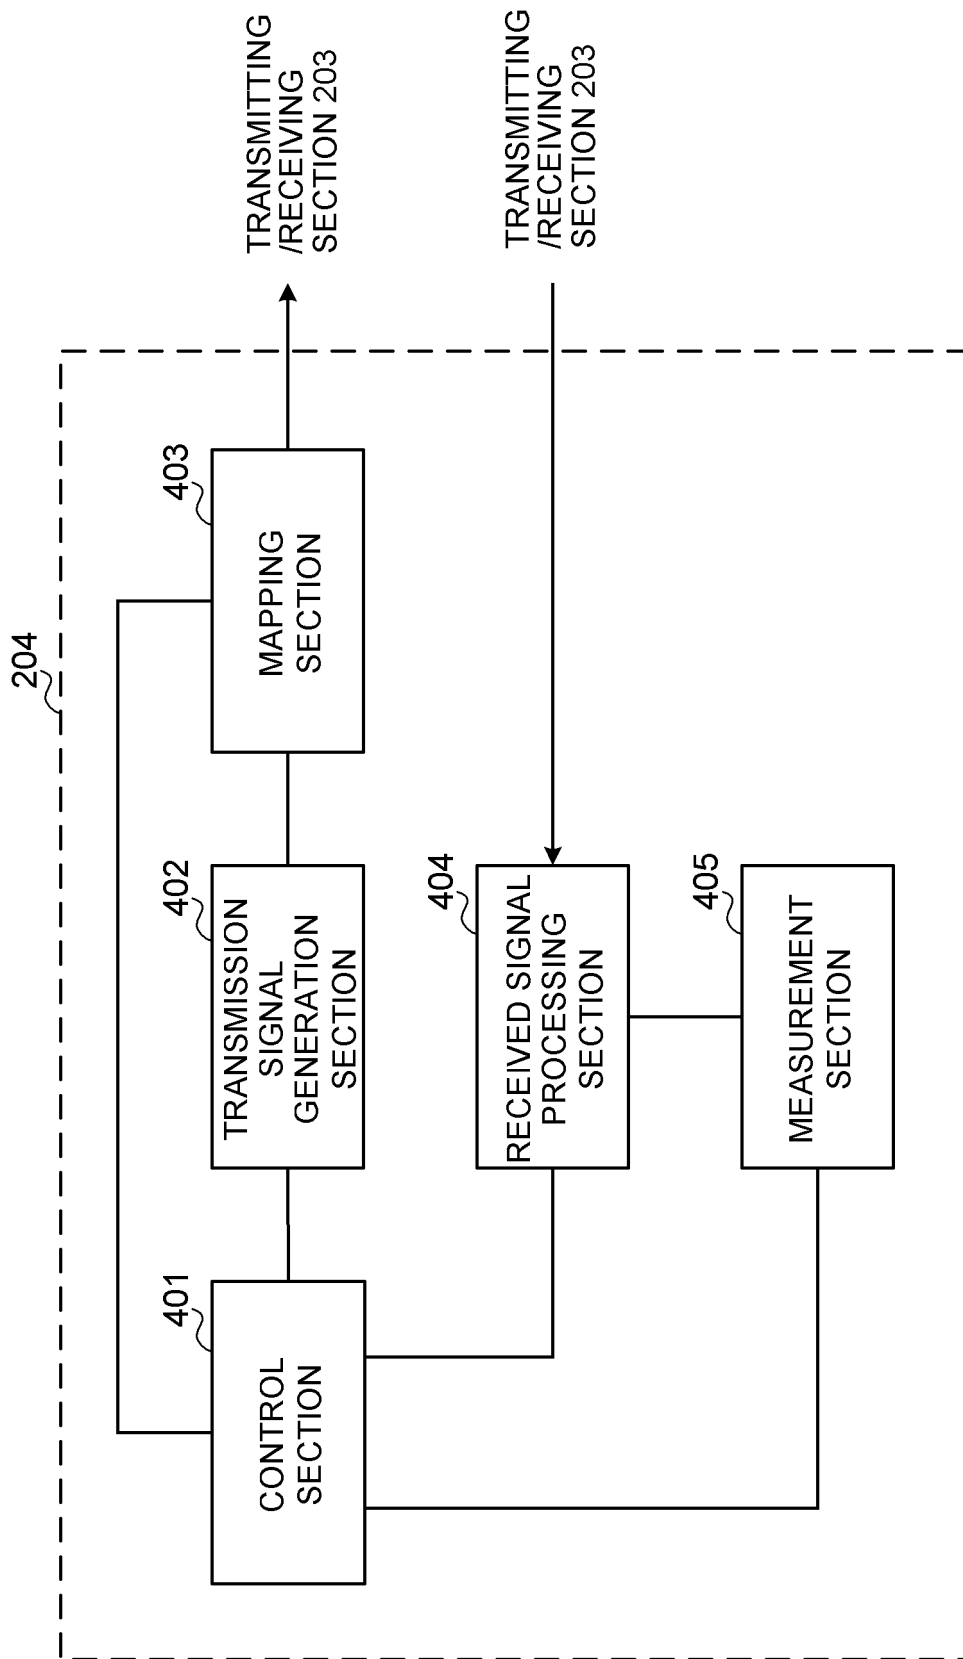 204
401
CONTROL
SECTION
402
TRANSMISSION
SIGNAL
GENERATION
SECTION
403
MAPPING
SECTION
TRANSMITTING
/RECEIVING
SECTION 203
404
RECEIVED SIGNAL
PROCESSING
SECTION
TRANSMITTING
/RECEIVING
SECTION 203
405
MEASUREMENT
SECTION